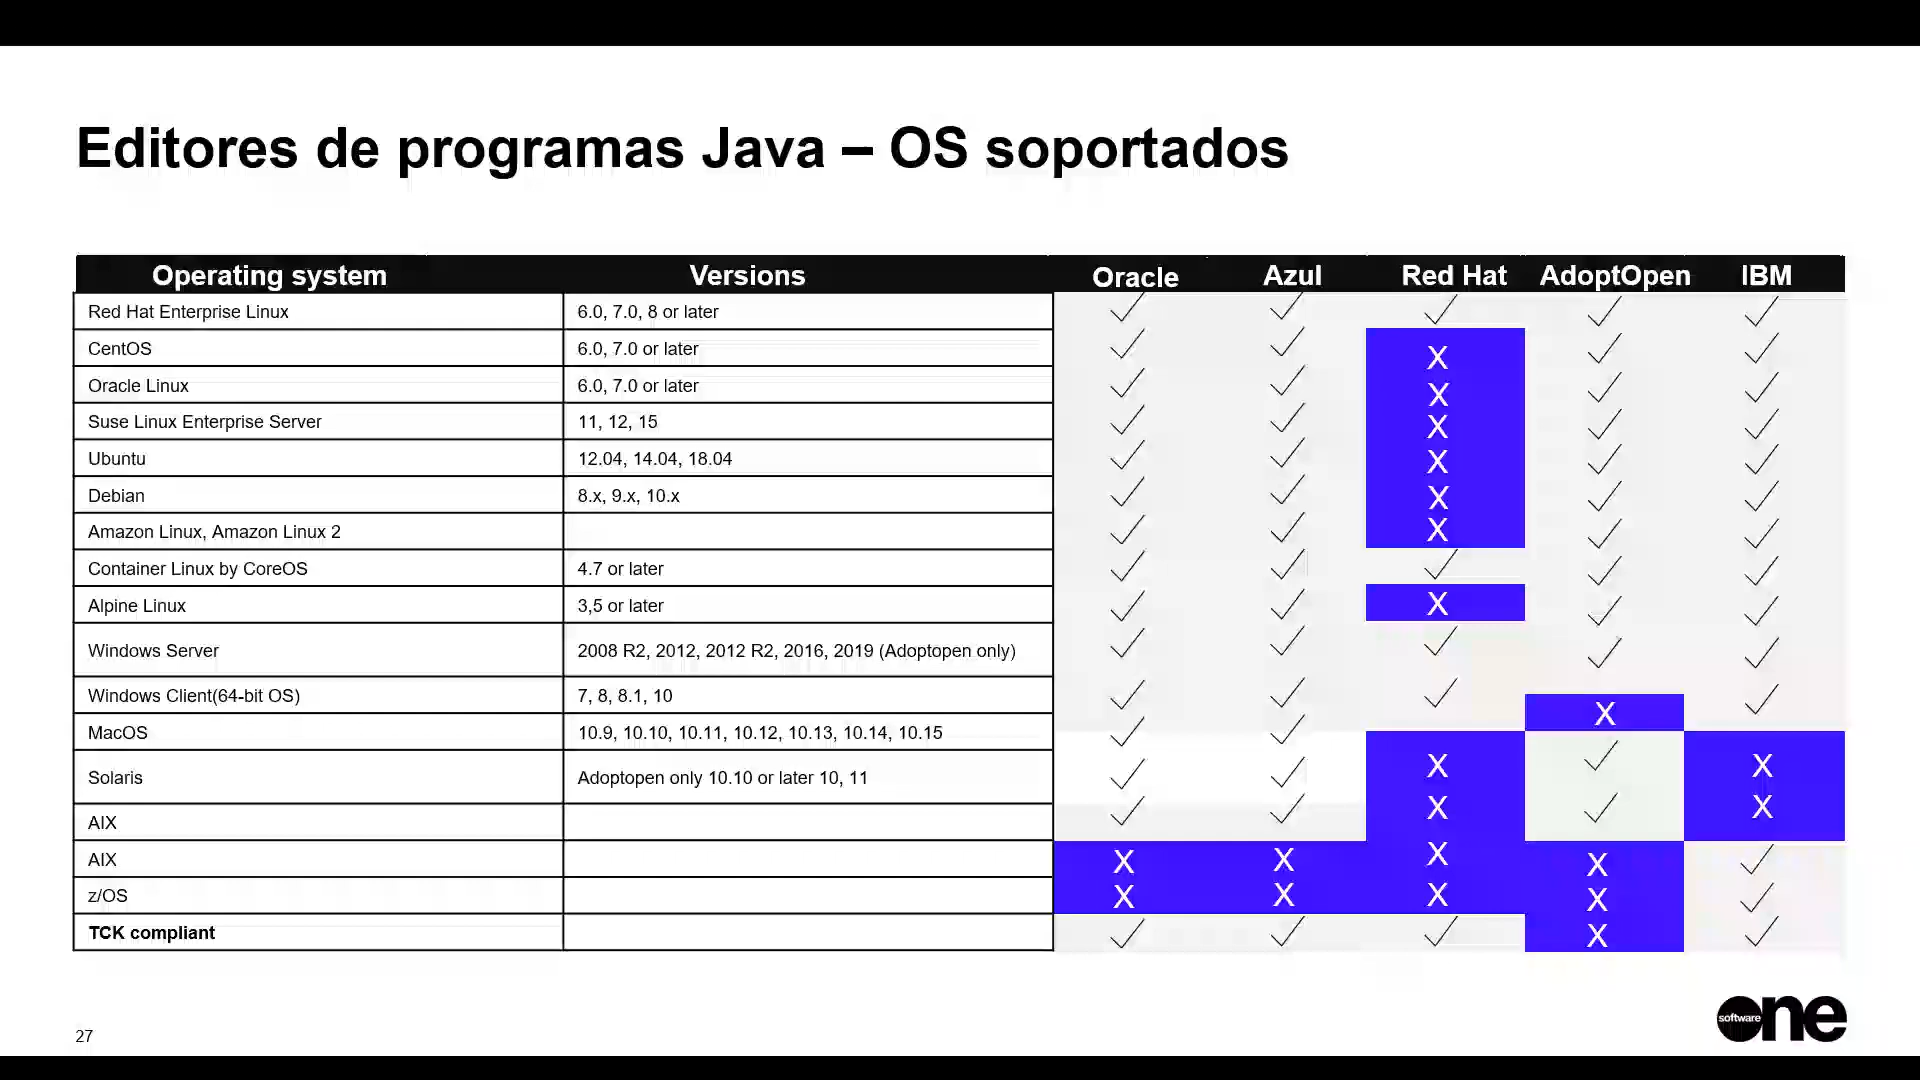 Editores de programas Java – OS soportados
Operating system Versions Oracle Azul Red Hat AdoptOpen IBM
Red Hat Enterprise Linux 6.0, 7.0, 8 or later ✓ ✓ ✓ ✓ ✓
CentOS 6.0, 7.0 or later ✓ ✓ X ✓ ✓
Oracle Linux 6.0, 7.0 or later ✓ ✓ X ✓ ✓
Suse Linux Enterprise Server 11, 12, 15 ✓ ✓ X ✓ ✓
Ubuntu 12.04, 14.04, 18.04 ✓ ✓ X ✓ ✓
Debian 8.x, 9.x, 10.x ✓ ✓ X ✓ ✓
Amazon Linux, Amazon Linux 2 ✓ ✓ X ✓ ✓
Container Linux by CoreOS 4.7 or later ✓ ✓ ✓ ✓ ✓
Alpine Linux 3,5 or later ✓ ✓ X ✓ ✓
Windows Server 2008 R2, 2012, 2012 R2, 2016, 2019 (Adoptopen only) ✓ ✓ ✓ ✓ ✓
Windows Client(64-bit OS) 7, 8, 8.1, 10 ✓ ✓ ✓ X ✓
MacOS 10.9, 10.10, 10.11, 10.12, 10.13, 10.14, 10.15 ✓ ✓ X ✓ X
Solaris Adoptopen only 10.10 or later 10, 11 ✓ ✓ X ✓ X
AIX ✓ ✓
AIX X X X X ✓
z/OS X X X X ✓
TCK compliant ✓ ✓ ✓ X ✓
software one
27